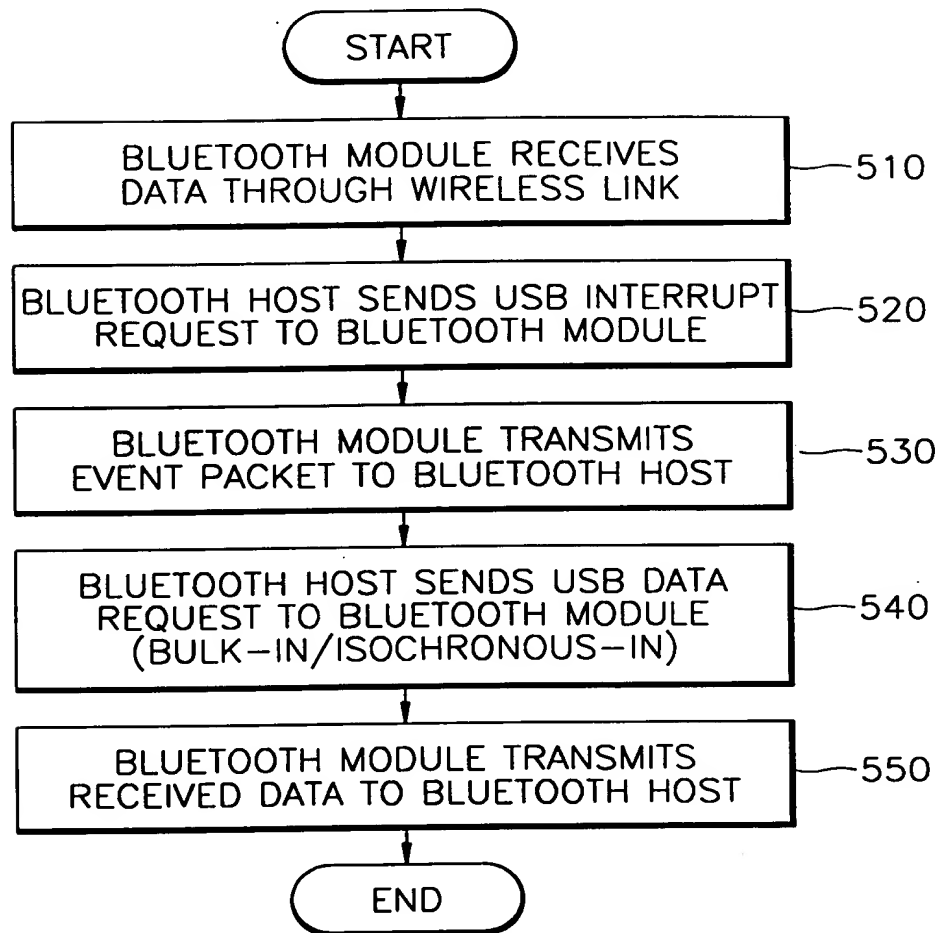 START
BLUETOOTH MODULE RECEIVES
DATA THROUGH WIRELESS LINK
510
BLUETOOTH HOST SENDS USB INTERRUPT
REQUEST TO BLUETOOTH MODULE
520
BLUETOOTH MODULE TRANSMITS
EVENT PACKET TO BLUETOOTH HOST
530
BLUETOOTH HOST SENDS USB DATA
REQUEST TO BLUETOOTH MODULE
(BULK-IN/ISOCHRONOUS-IN)
540
BLUETOOTH MODULE TRANSMITS
RECEIVED DATA TO BLUETOOTH HOST
550
END